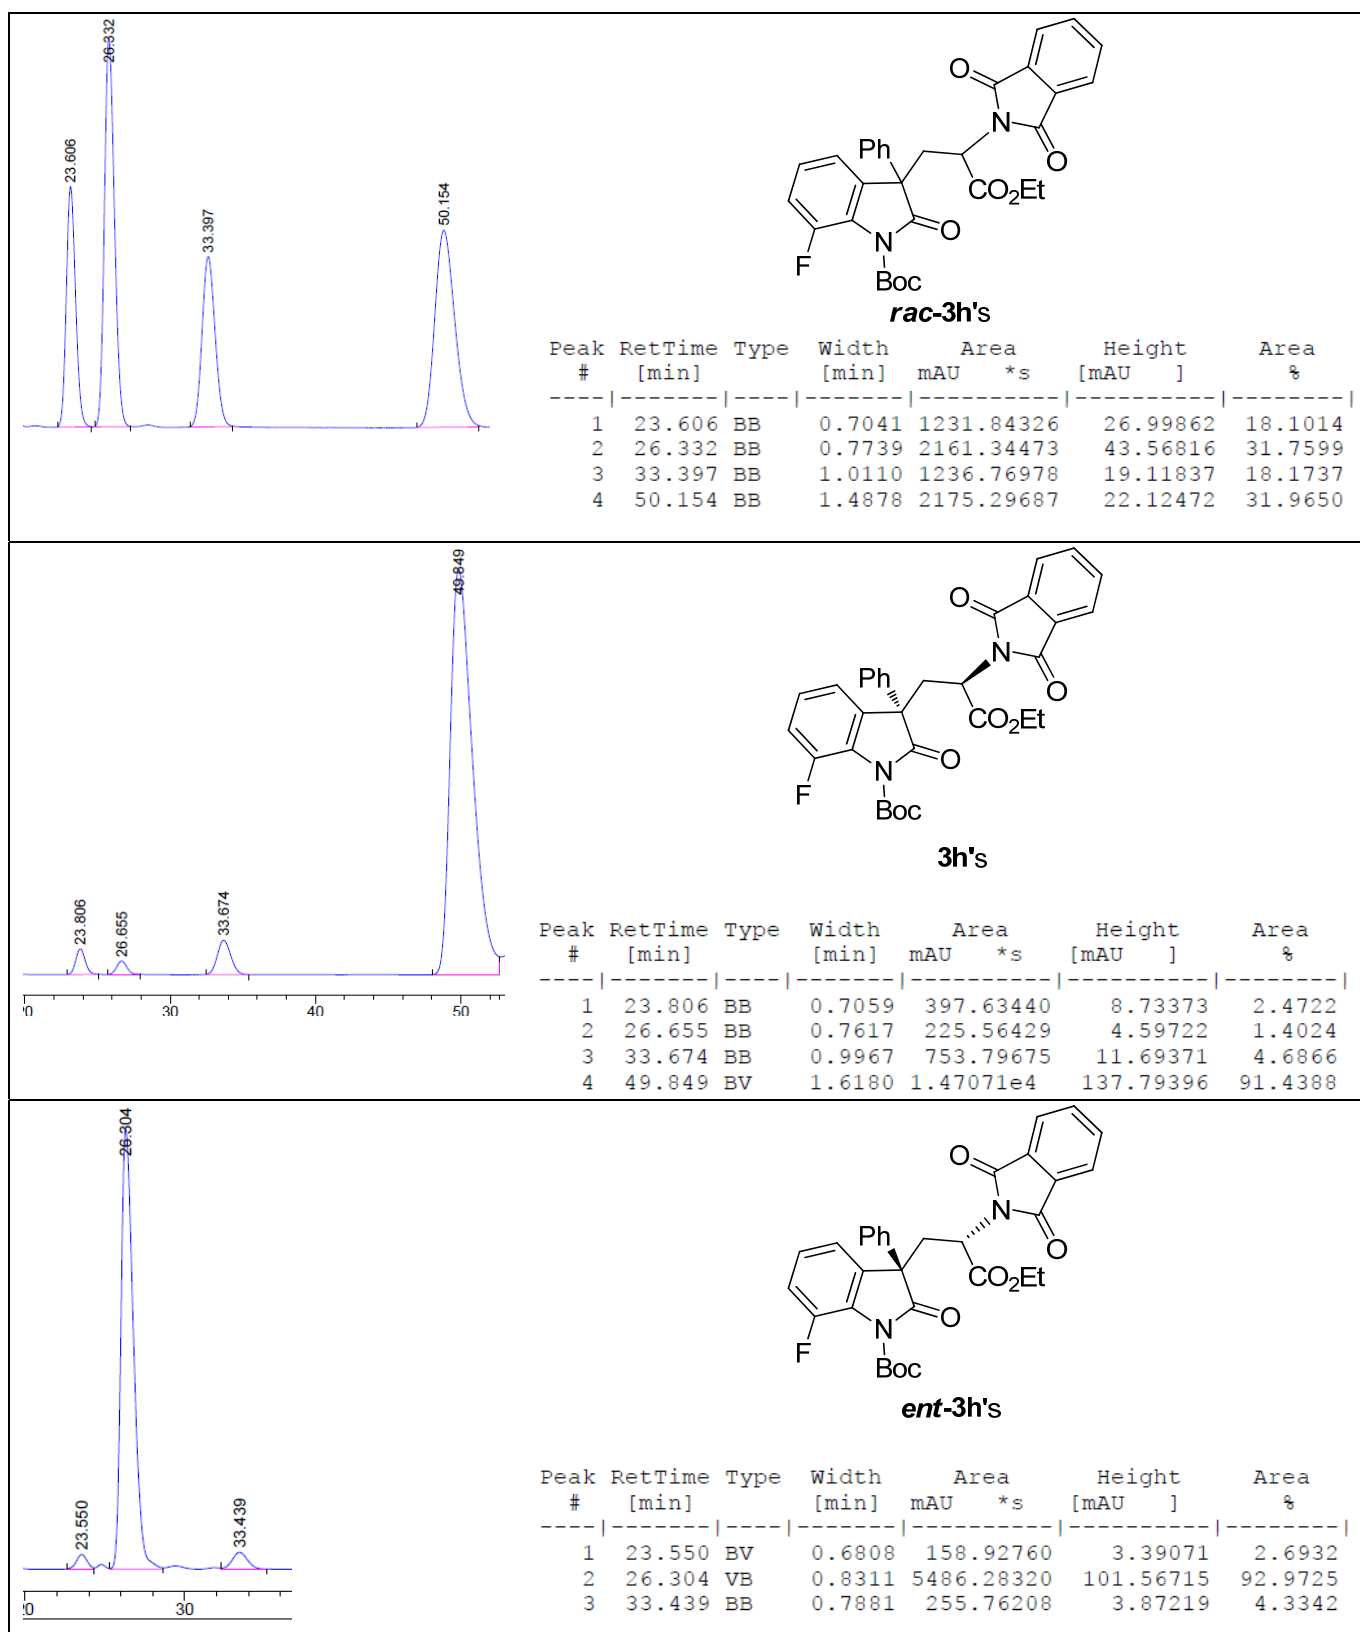 23.606
26.332
33.397
50.154
O
N
O
Ph
CO2Et
O
N
F
Boc
rac-3h's
Peak RetTime Type Width Area Height Area
# [min] [min] mAU *s [mAU ] %
----|-------|----|-------|----------|----------|--------|
1 23.606 BB 0.7041 1231.84326 26.99862 18.1014
2 26.332 BB 0.7739 2161.34473 43.56816 31.7599
3 33.397 BB 1.0110 1236.76978 19.11837 18.1737
4 50.154 BB 1.4878 2175.29687 22.12472 31.9650
23.806
26.655
33.674
49.849
20 30 40 50
O
N
O
Ph
CO2Et
O
N
F
Boc
3h's
Peak RetTime Type Width Area Height Area
# [min] [min] mAU *s [mAU ] %
----|-------|----|-------|----------|----------|--------|
1 23.806 BB 0.7059 397.63440 8.73373 2.4722
2 26.655 BB 0.7617 225.56429 4.59722 1.4024
3 33.674 BB 0.9967 753.79675 11.69371 4.6866
4 49.849 BV 1.6180 1.47071e4 137.79396 91.4388
23.550
26.304
33.439
20 30
O
N
O
Ph
CO2Et
O
N
F
Boc
ent-3h's
Peak RetTime Type Width Area Height Area
# [min] [min] mAU *s [mAU ] %
----|-------|----|-------|----------|----------|--------|
1 23.550 BV 0.6808 158.92760 3.39071 2.6932
2 26.304 VB 0.8311 5486.28320 101.56715 92.9725
3 33.439 BB 0.7881 255.76208 3.87219 4.3342